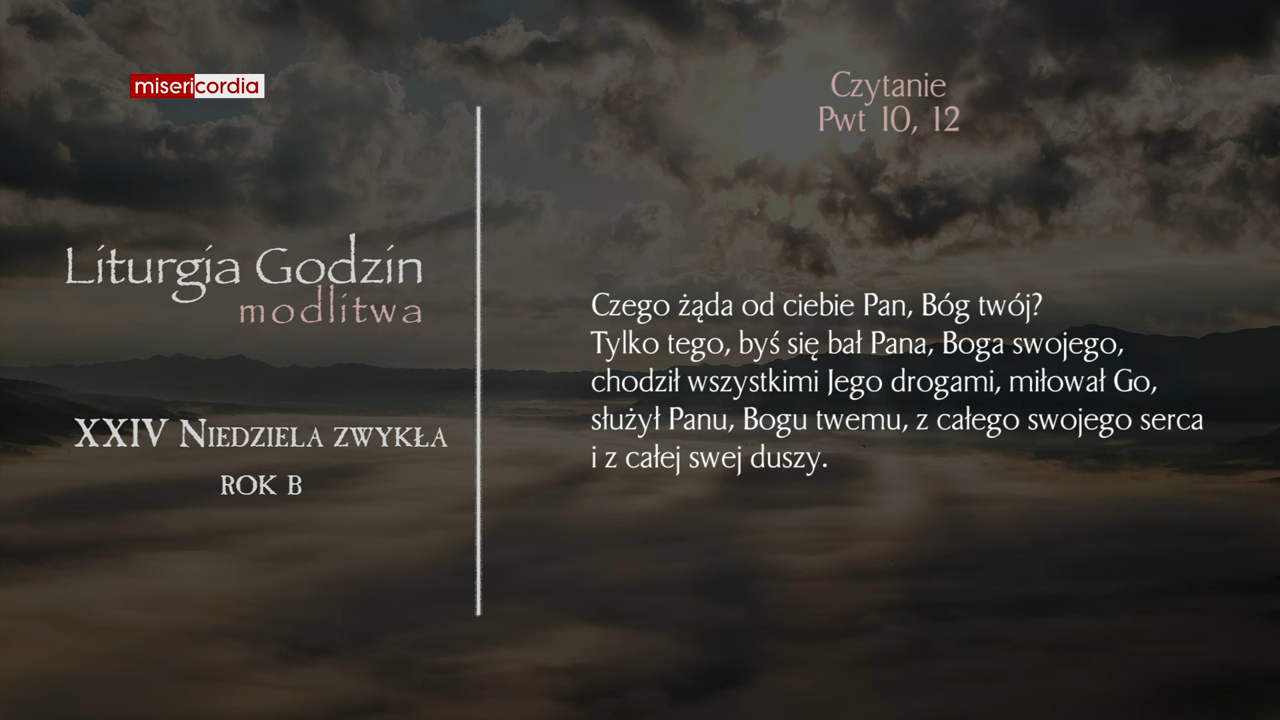 misericordia
Liturgia Godzin
modlitwa
XXIV Niedziela zwykła
rok B
Czytanie
Pwt 10, 12
Czego żąda od ciebie Pan, Bóg twój?
Tylko tego, byś się bał Pana, Boga swojego,
chodził wszystkimi Jego drogami, miłował Go,
służył Panu, Bogu twemu, z całego swojego serca
i z całej swej duszy.